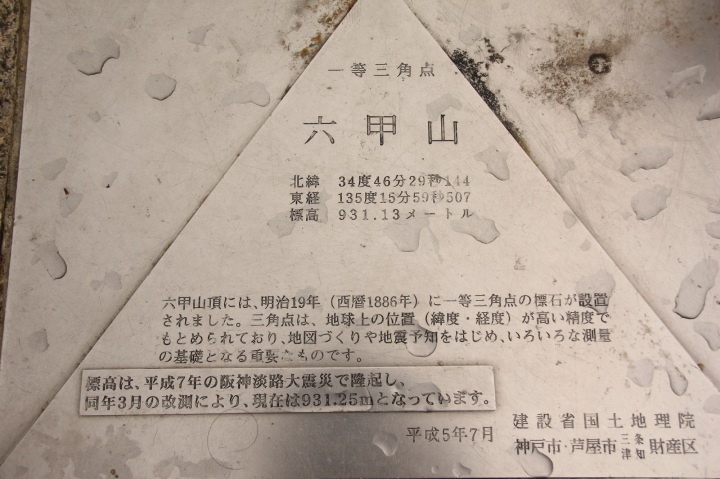 一等三角点
六甲山
北緯 34度46分29秒144
東経 135度15分59秒507
標高 931.13メートル
六甲山頂には、明治19年（西暦1886年）に一等三角点の標石が設置
されました。三角点は、地球上の位置（緯度・経度）が高い精度で
もとめられており、地図づくりや地震予知をはじめ、いろいろな測量
の基礎となる重要なものです。
標高は、平成7年の阪神淡路大震災で隆起し、
同年3月の改測により、現在は931.25mとなっています。
平成5年7月
建設省国土地理院
神戸市・芦屋市三条津知財産区